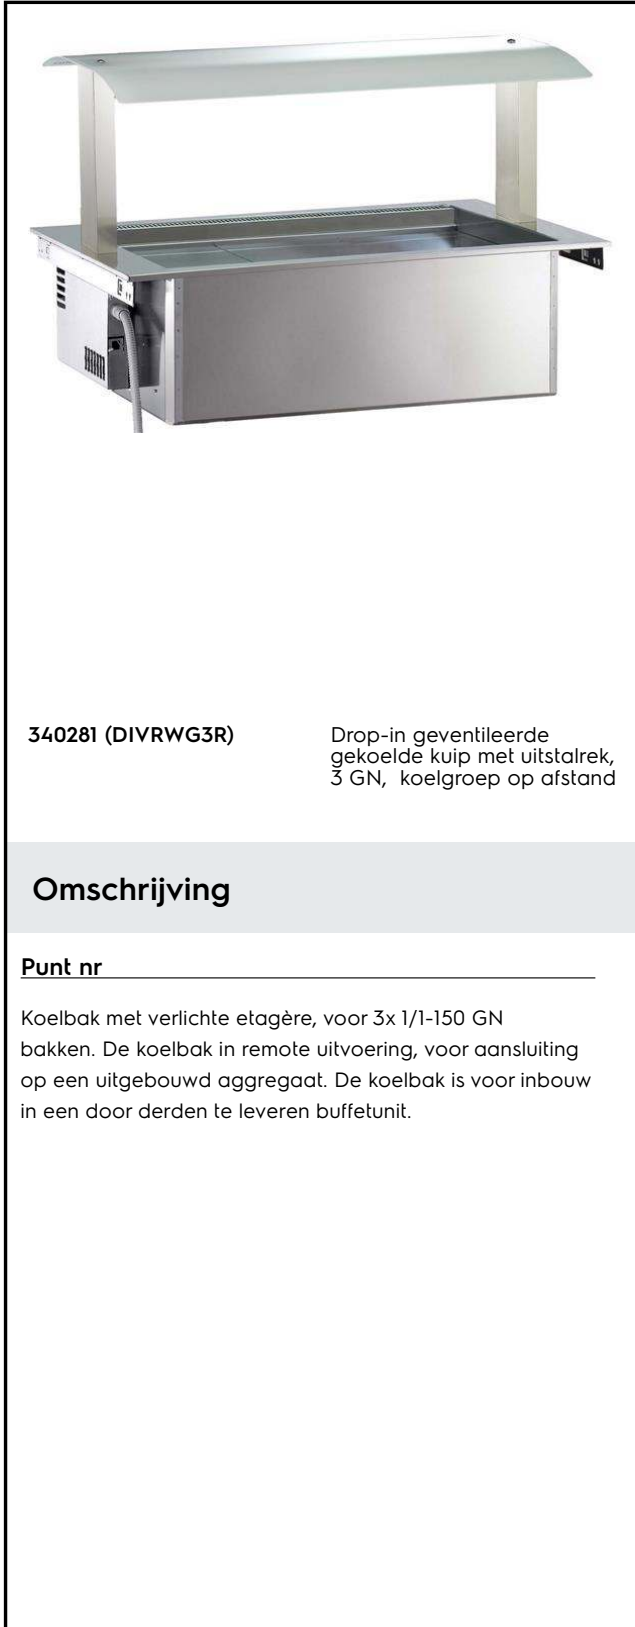 340281 (DIVRWG3R)
Drop-in geventileerde
gekoelde kuip met uitstalrek,
3 GN, koelgroep op afstand
Omschrijving
Punt nr
Koelbak met verlichte etagère, voor 3x 1/1-150 GN
bakken. De koelbak in remote uitvoering, voor aansluiting
op een uitgebouwd aggregaat. De koelbak is voor inbouw
in een door derden te leveren buffetunit.